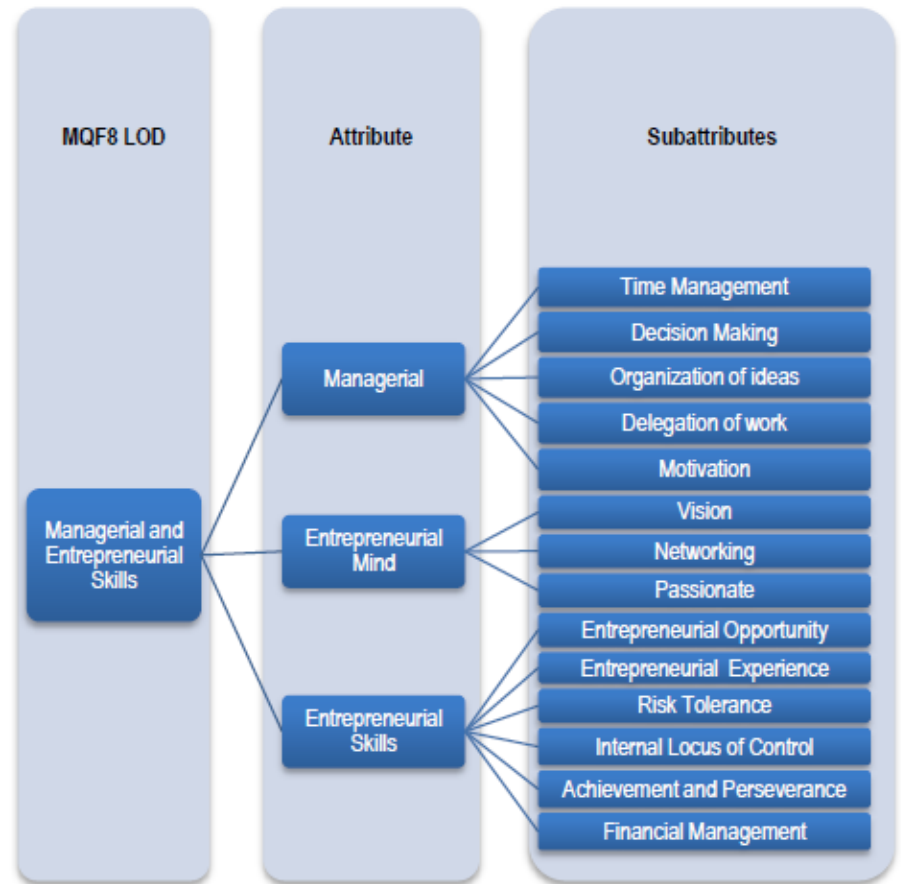 MQF8 LOD
Attribute
Subattributes
Managerial and
Entrepreneurial
Skills
Managerial
Entrepreneurial
Mind
Entrepreneurial
Skills
Time Management
Decision Making
Organization of ideas
Delegation of work
Motivation
Vision
Networking
Passionate
Entrepreneurial Opportunity
Entrepreneurial Experience
Risk Tolerance
Internal Locus of Control
Achievement and Perseverance
Financial Management